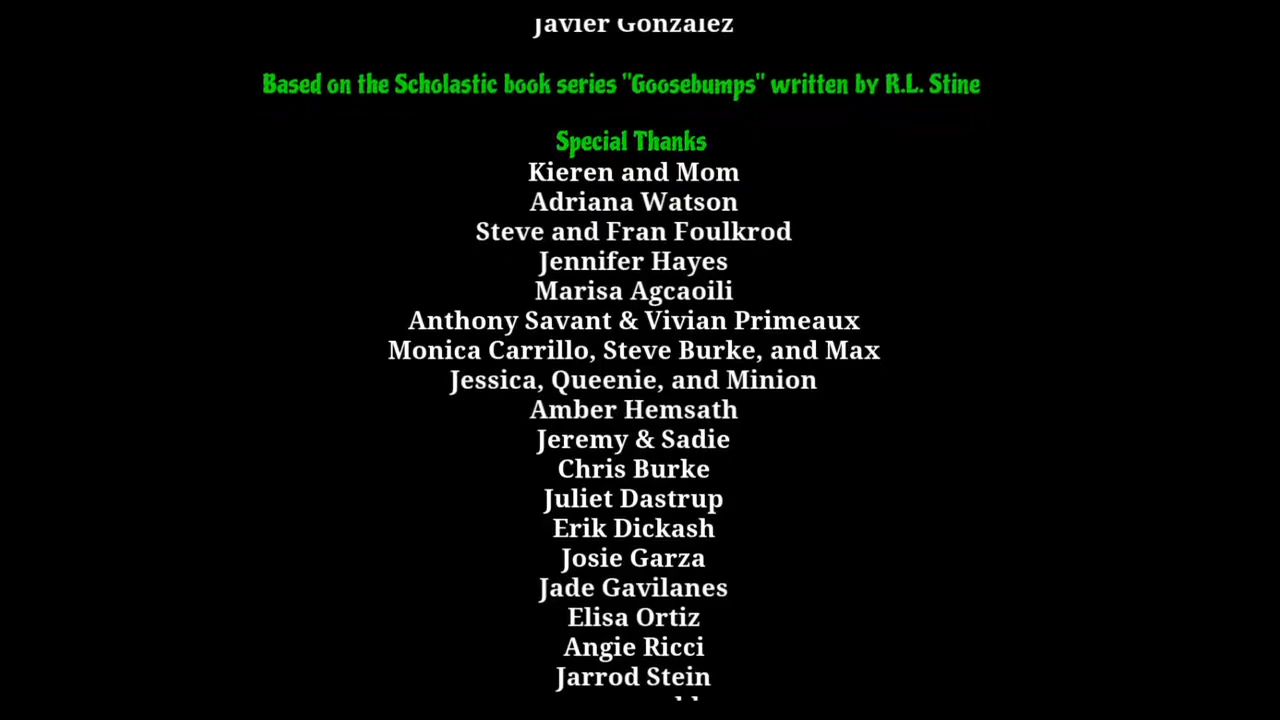 Javier Gonzalez
Based on the Scholastic book series "Goosebumps" written by R.L. Stine
Special Thanks
Kieren and Mom
Adriana Watson
Steve and Fran Foulkrod
Jennifer Hayes
Marisa Agcaoili
Anthony Savant & Vivian Primeaux
Monica Carrillo, Steve Burke, and Max
Jessica, Queenie, and Minion
Amber Hemsath
Jeremy & Sadie
Chris Burke
Juliet Dastrup
Erik Dickash
Josie Garza
Jade Gavilanes
Elisa Ortiz
Angie Ricci
Jarrod Stein